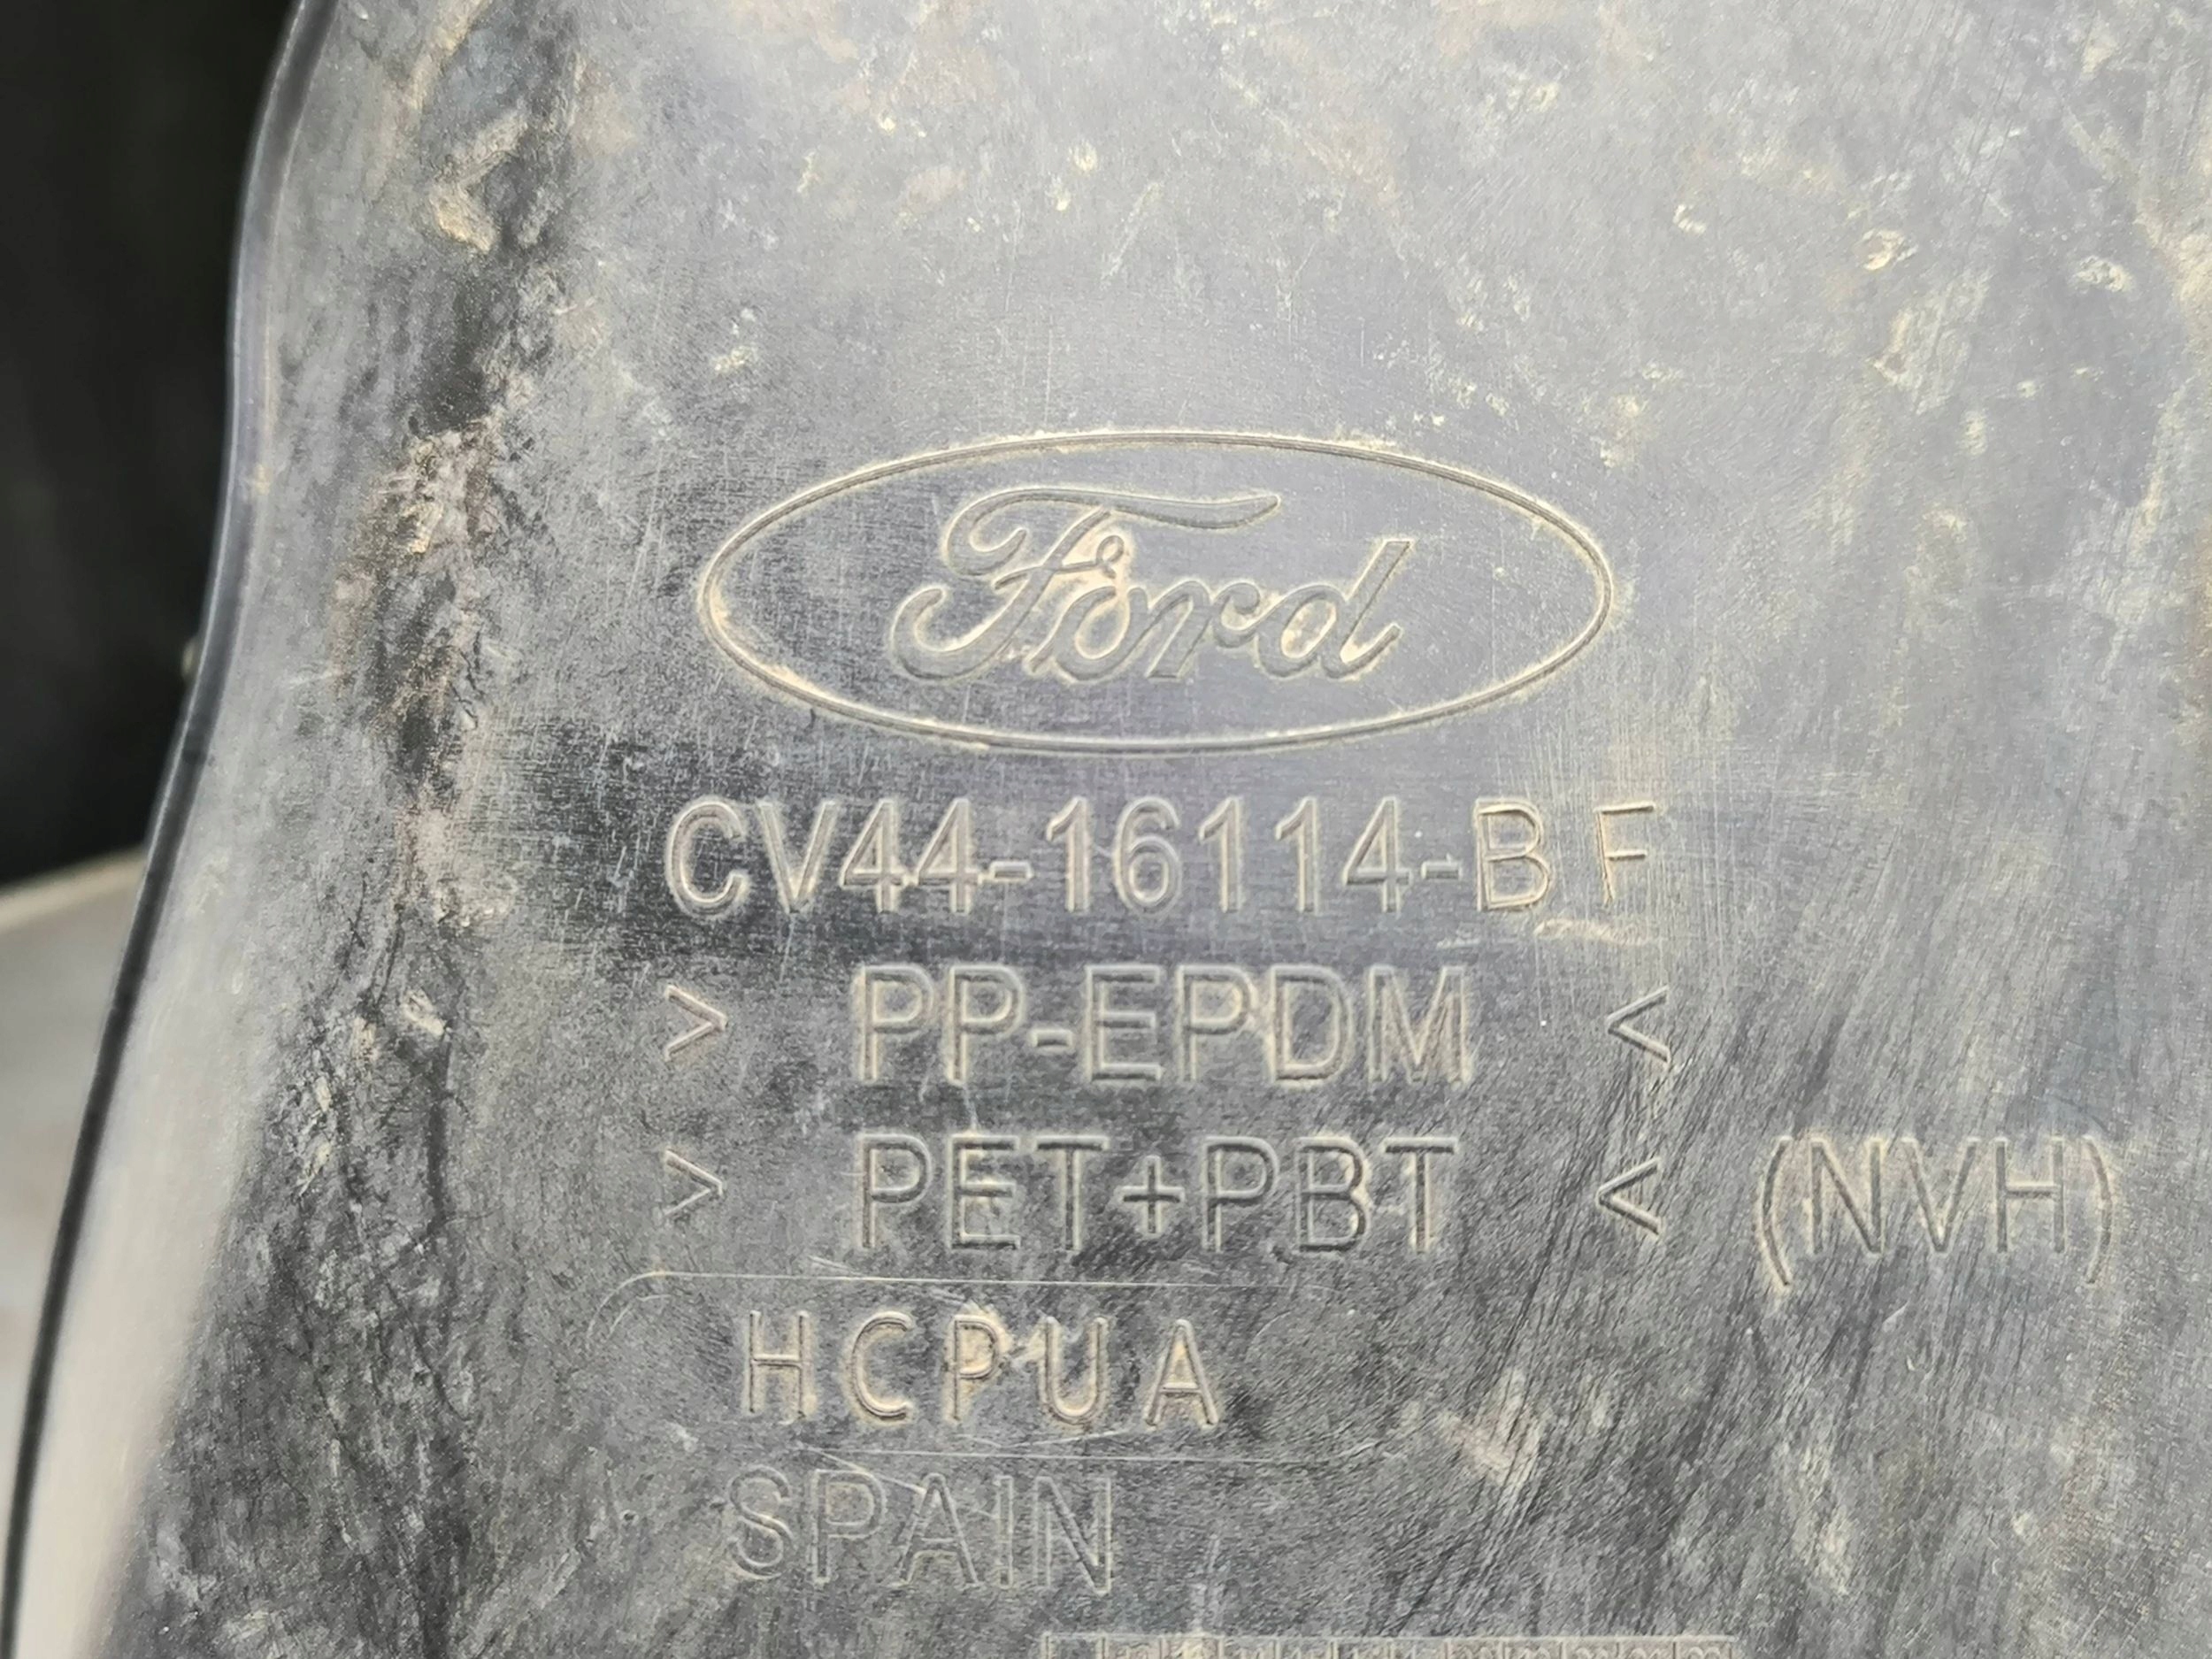 Ford
CV44-16114-B F
> PP-EPDM <
> PET+PBT < (NVH)
HCPUA
SPAIN